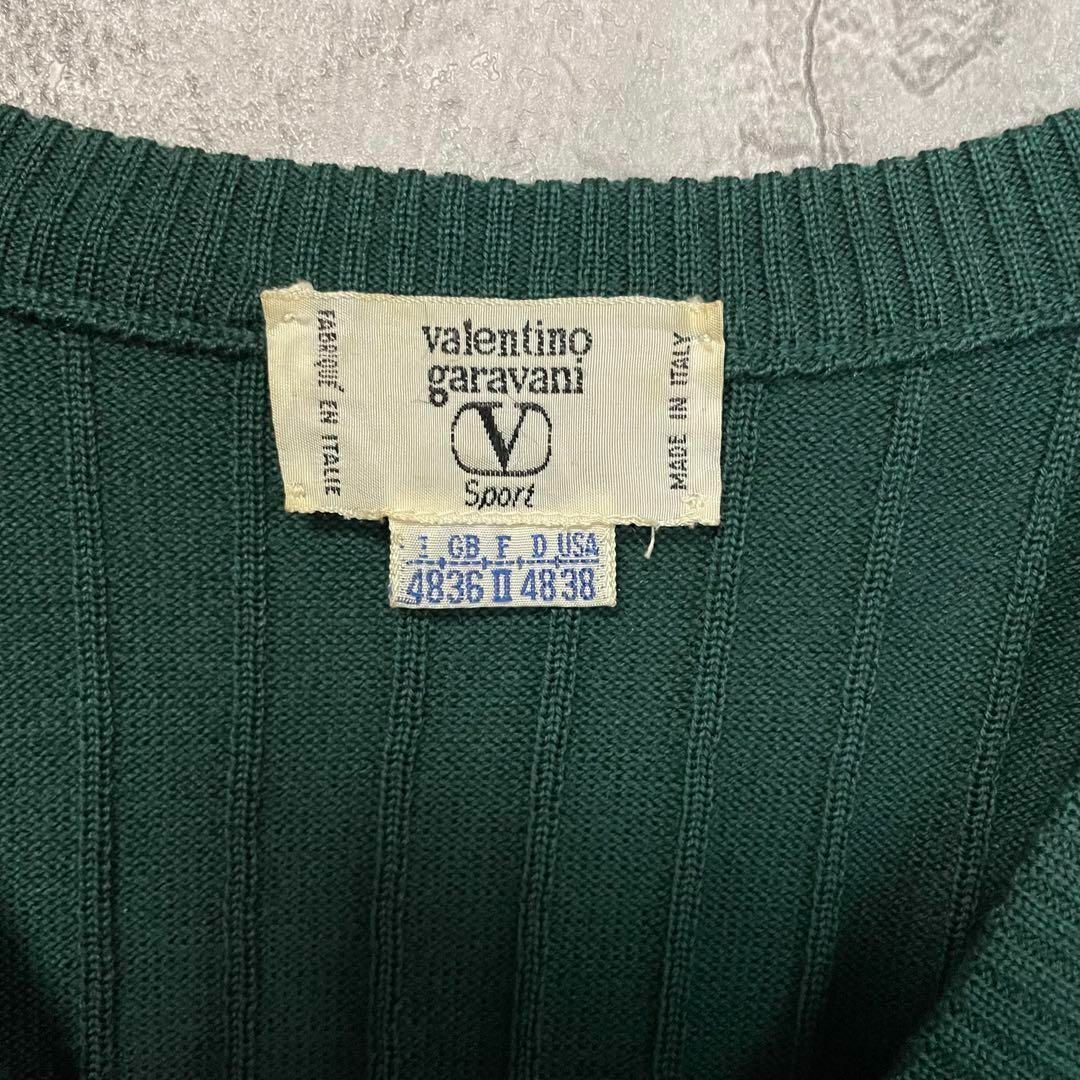 valentino
garavani
V
Sport
FABRIQUÉ EN ITALIE
MADE IN ITALY
I GB F D USA
48 36 II 48 38